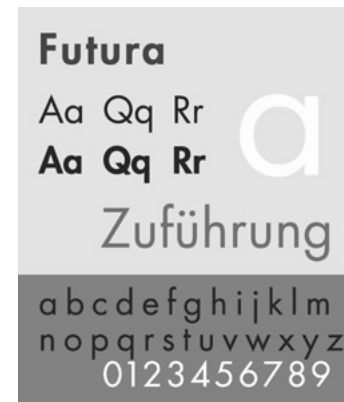 Futura
Aa Qq Rr
a
Aa Qq Rr
Zuführung
abcdefghijklm
nopqrstuvwxyz
0123456789